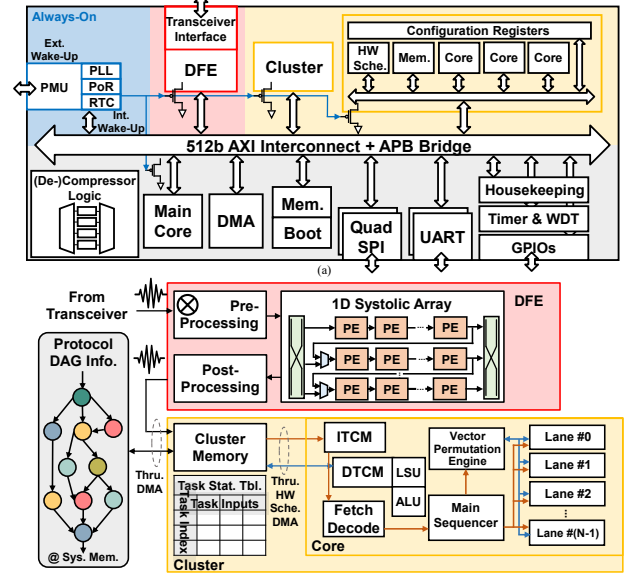 Always-On
Ext.
Wake-Up
PMU
PLL
PoR
RTC
Int.
Wake-Up
Transceiver
Interface
DFE
Cluster
Configuration Registers
HW
Sche.
Mem.
Core
Core
Core
512b AXI Interconnect + APB Bridge
(De-)Compressor
Logic
Main
Core
DMA
Mem.
Boot
Quad
SPI
UART
Housekeeping
Timer & WDT
GPIOs
(a)
From
Transceiver
Pre-
Processing
1D Systolic Array
DFE
PE
PE
PE
PE
PE
PE
PE
PE
PE
Post-
Processing
Protocol
DAG Info.
@ Sys. Mem.
Thru.
DMA
Cluster
Memory
Thru.
HW
Sche.
DMA
Task Stat. Tbl.
Task Inputs
Task Index
Cluster
ITCM
DTCM
LSU
ALU
Fetch
Decode
Main
Sequencer
Vector
Permutation
Engine
Lane #0
Lane #1
Lane #2
Lane #(N-1)
Core